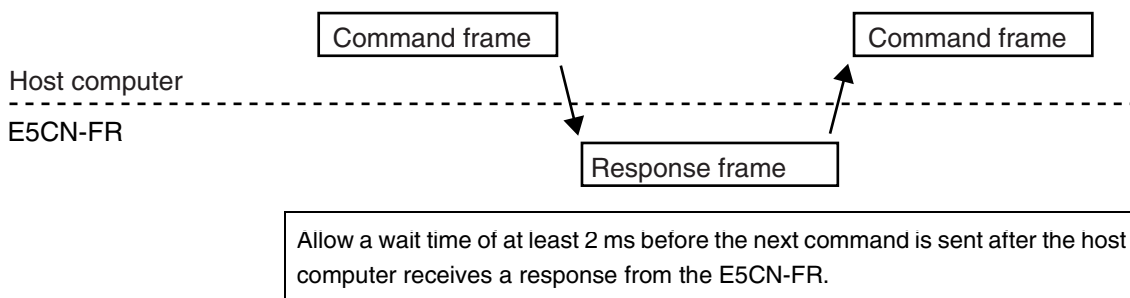 Command frame
Command frame
Host computer
E5CN-FR
Response frame
Allow a wait time of at least 2 ms before the next command is sent after the host
computer receives a response from the E5CN-FR.